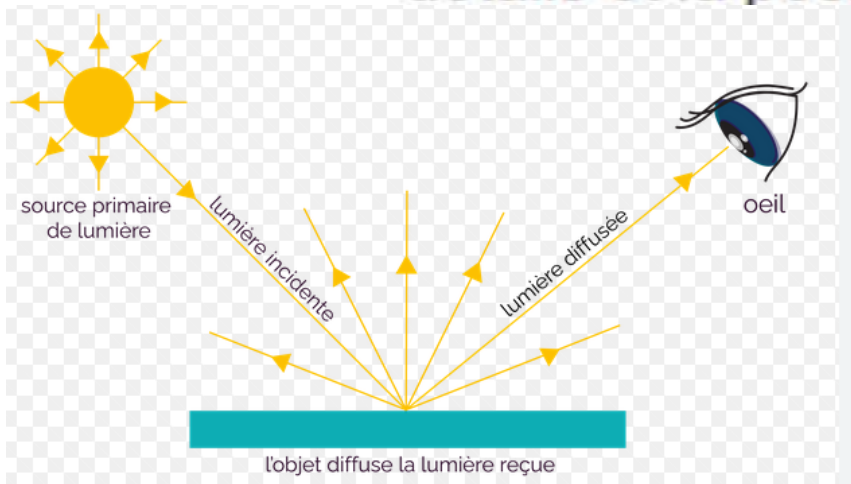 source primaire
de lumière
lumière incidente
lumière diffusée
oeil
l'objet diffuse la lumière reçue